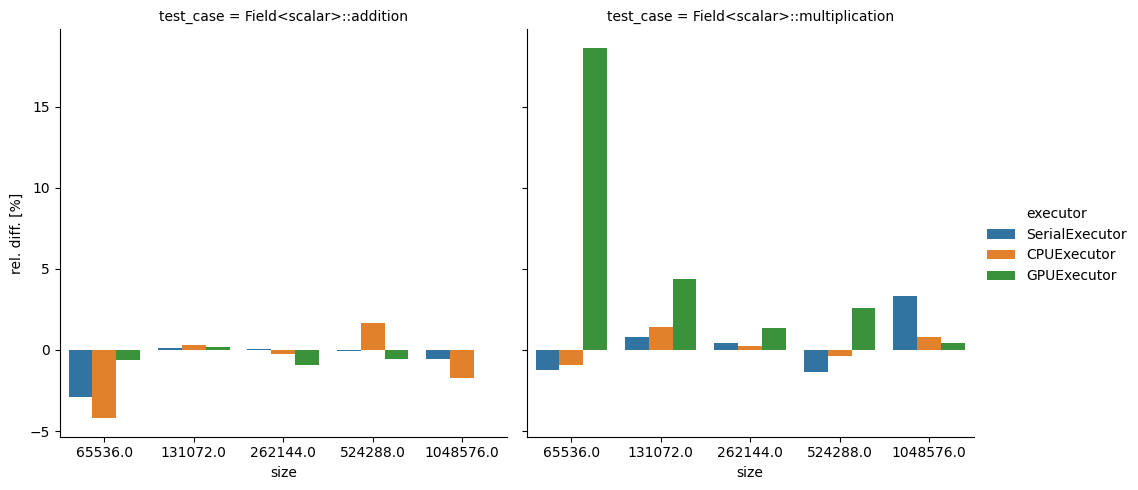 test_case = Field<scalar>::addition
test_case = Field<scalar>::multiplication
rel. diff. [%]
15
10
5
0
−5
65536.0 131072.0 262144.0 524288.0 1048576.0
size
65536.0 131072.0 262144.0 524288.0 1048576.0
size
executor
SerialExecutor
CPUExecutor
GPUExecutor